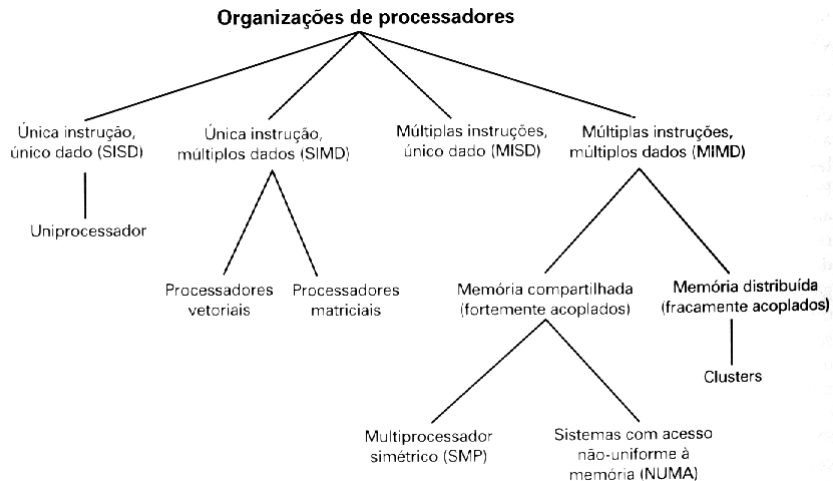 Organizações de processadores
Única instrução,
único dado (SISD)
Única instrução,
múltiplos dados (SIMD)
Múltiplas instruções,
único dado (MISD)
Múltiplas instruções,
múltiplos dados (MIMD)
Uniprocessador
Processadores
vetoriais
Processadores
matriciais
Memória compartilhada
(fortemente acoplados)
Memória distribuída
(fracamente acoplados)
Clusters
Multiprocessador
simétrico (SMP)
Sistemas com acesso
não-uniforme à
memória (NUMA)